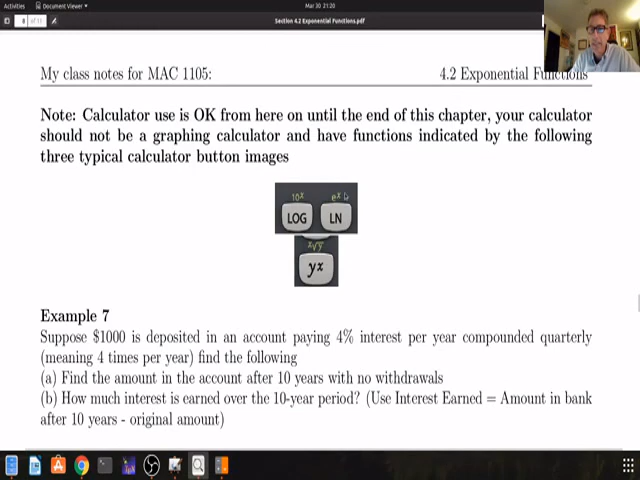 Activities
Document Viewer
Mar 30 21:20
8 of 11
Section 4.2 Exponential Functions.pdf
My class notes for MAC 1105:
4.2 Exponential Functions
Note: Calculator use is OK from here on until the end of this chapter, your calculator
should not be a graphing calculator and have functions indicated by the following
three typical calculator button images
10ˣ
eˣ
LOG
LN
ˣ√y
yˣ
Example 7
Suppose $1000 is deposited in an account paying 4% interest per year compounded quarterly
(meaning 4 times per year) find the following
(a) Find the amount in the account after 10 years with no withdrawals
(b) How much interest is earned over the 10-year period? (Use Interest Earned = Amount in bank
after 10 years - original amount)